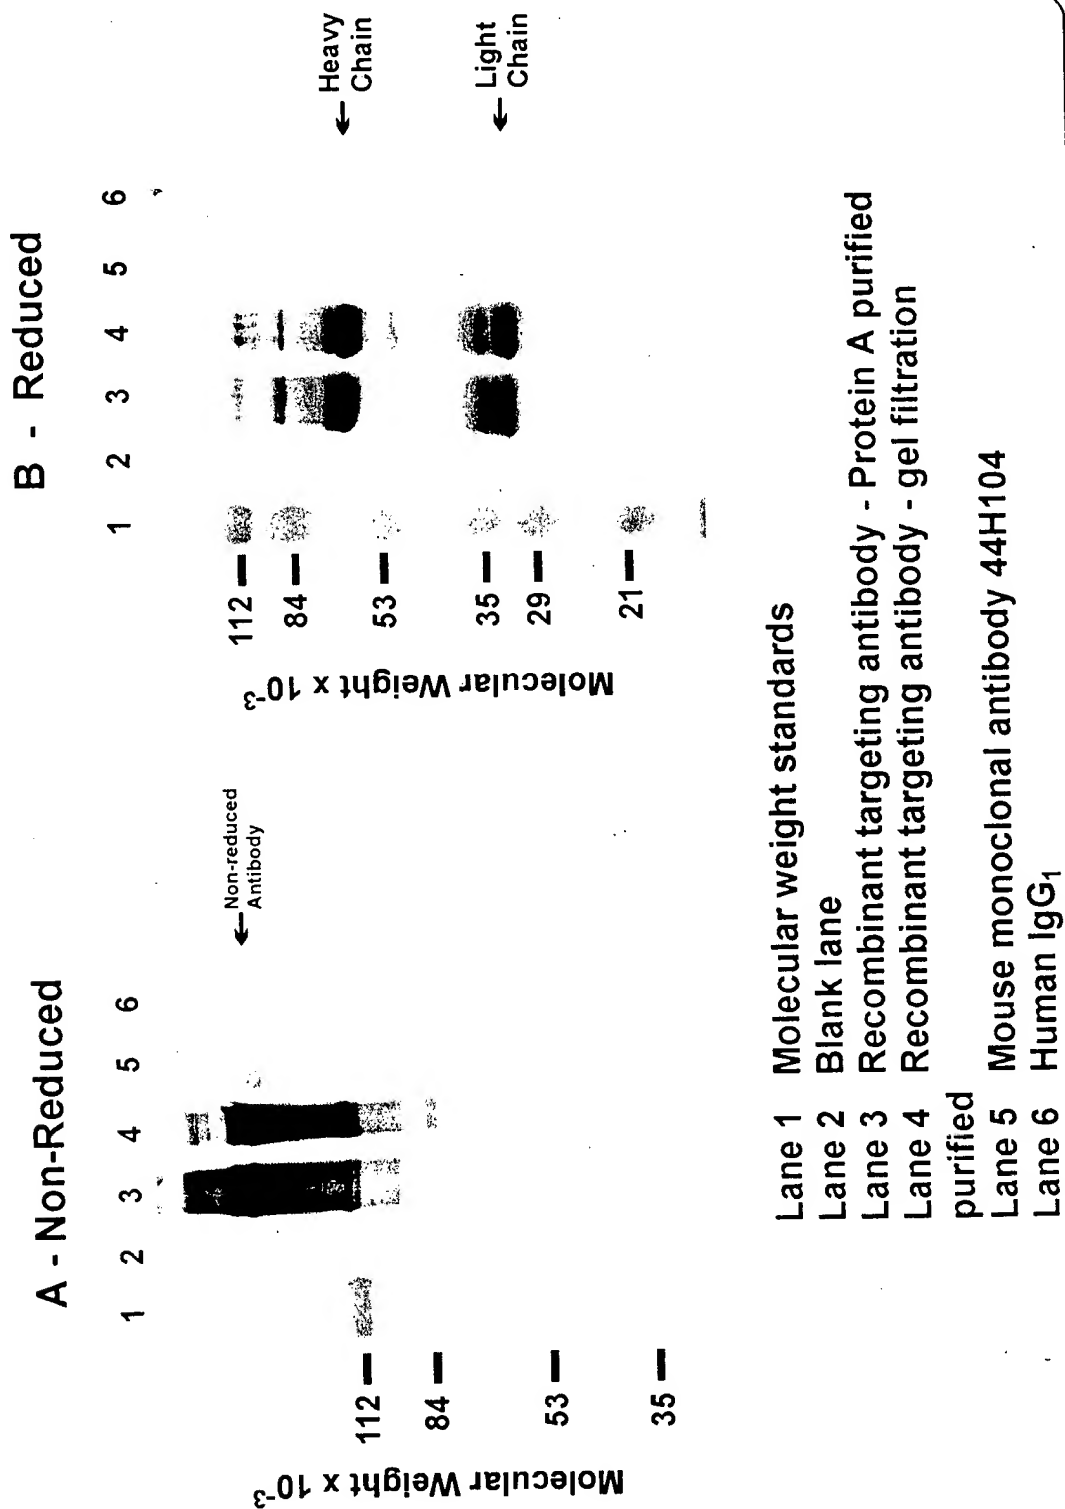 A - Non-Reduced
1 2 3 4 5 6
Molecular Weight x 10-3
112
84
53
35
Non-reduced
Antibody
B - Reduced
1 2 3 4 5 6
Molecular Weight x 10-3
112
84
53
35
29
21
Heavy
Chain
Light
Chain
Lane 1 Molecular weight standards
Lane 2 Blank lane
Lane 3 Recombinant targeting antibody - Protein A purified
Lane 4 Recombinant targeting antibody - gel filtration
purified
Lane 5 Mouse monoclonal antibody 44H104
Lane 6 Human IgG1